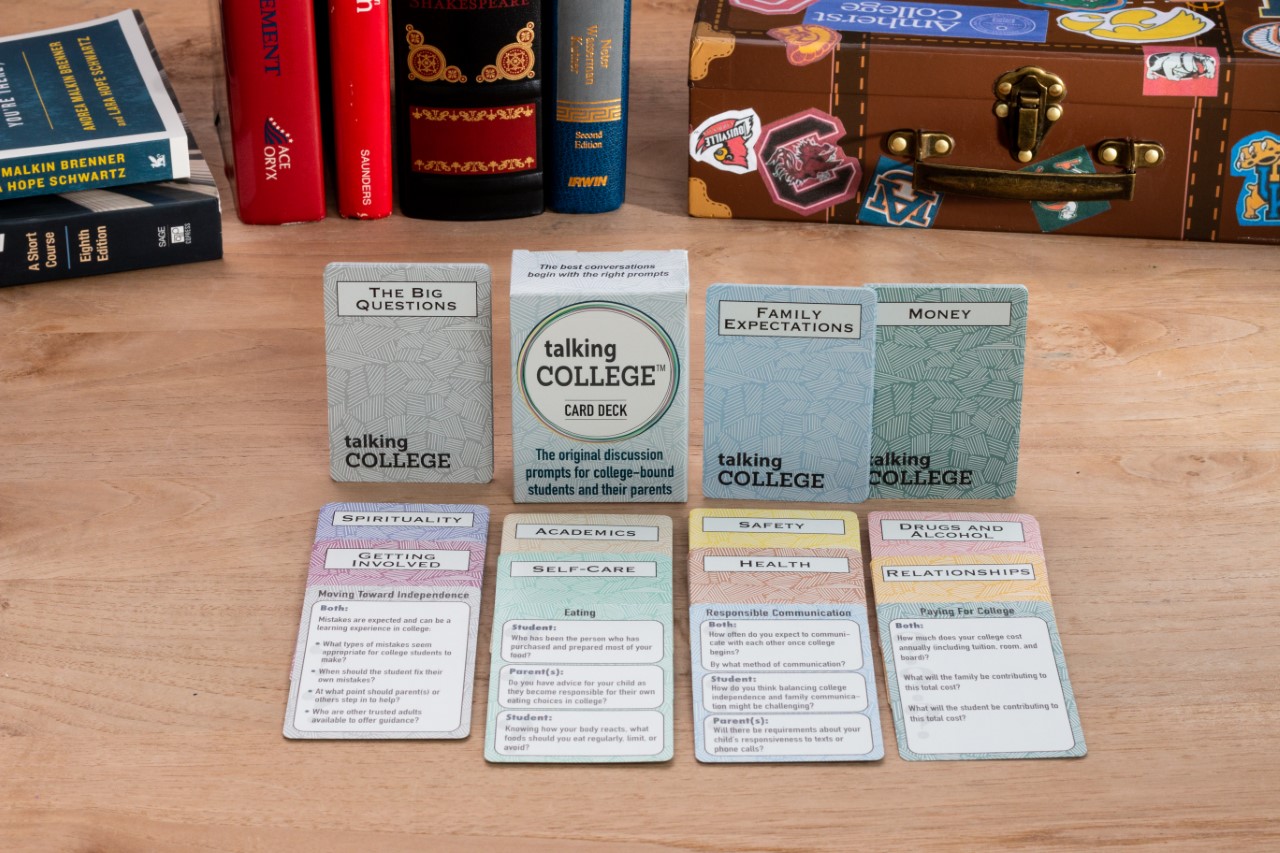 YOU'RE THERE)
ANDREA MALKIN BRENNER
and LARA HOPE SCHWARTZ
MALKIN BRENNER
A HOPE SCHWARTZ
A Short
Course
Eighth
Edition
SAGE
EMENT
ACE
ORYX
SAUNDERS
SHAKESPEARE
Neter
Wasserman
Kutner
Second
Edition
IRWIN
Amherst
College
LOUISVILLE
The Big
Questions
talking
COLLEGE
The best conversations
begin with the right prompts
talking
COLLEGE™
CARD DECK
The original discussion
prompts for college-bound
students and their parents
Family
Expectations
talking
COLLEGE
Money
talking
COLLEGE
Spirituality
Getting
Involved
Moving Toward Independence
Both:
Mistakes are expected and can be a
learning experience in college:
• What types of mistakes seem
appropriate for college students to
make?
• When should the student fix their
own mistakes?
• At what point should parent(s) or
others step in to help?
• Who are other trusted adults
available to offer guidance?
Academics
Self-Care
Eating
Student:
Who has been the person who has
purchased and prepared most of your
food?
Parent(s):
Do you have advice for your child as
they become responsible for their own
eating choices in college?
Student:
Knowing how your body reacts, what
foods should you eat regularly, limit, or
avoid?
Safety
Health
Responsible Communication
Both:
How often do you expect to communi-
cate with each other once college
begins?
By what method of communication?
Student:
How do you think balancing college
independence and family communica-
tion might be challenging?
Parent(s):
Will there be requirements about your
child's responsiveness to texts or
phone calls?
Drugs and
Alcohol
Relationships
Paying For College
Both:
How much does your college cost
annually (including tuition, room, and
board)?
What will the family be contributing to
this total cost?
What will the student be contributing to
this total cost?